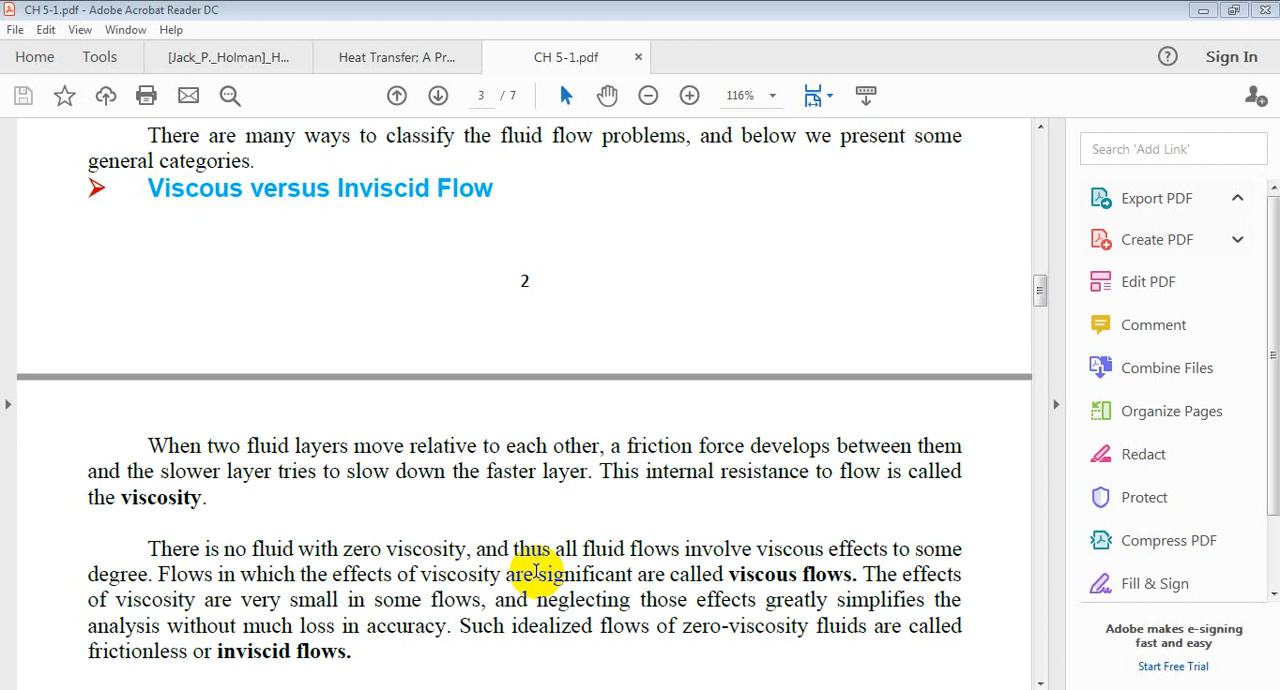 CH 5-1.pdf - Adobe Acrobat Reader DC
File Edit View Window Help
Home Tools [Jack_P._Holman]_H... Heat Transfer; A Pr... CH 5-1.pdf × Sign In
3 / 7 116%
There are many ways to classify the fluid flow problems, and below we present some
general categories.
Viscous versus Inviscid Flow
2
When two fluid layers move relative to each other, a friction force develops between them
and the slower layer tries to slow down the faster layer. This internal resistance to flow is called
the viscosity.
There is no fluid with zero viscosity, and thus all fluid flows involve viscous effects to some
degree. Flows in which the effects of viscosity are significant are called viscous flows. The effects
of viscosity are very small in some flows, and neglecting those effects greatly simplifies the
analysis without much loss in accuracy. Such idealized flows of zero-viscosity fluids are called
frictionless or inviscid flows.
Search 'Add Link'
Export PDF
Create PDF
Edit PDF
Comment
Combine Files
Organize Pages
Redact
Protect
Compress PDF
Fill & Sign
Adobe makes e-signing
fast and easy
Start Free Trial